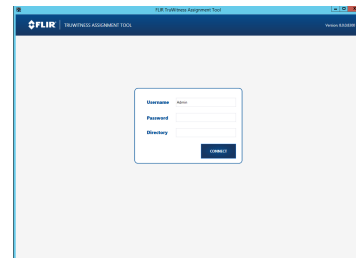 FLIR TruWitness Assignment Tool
FLIR TRUWITNESS ASSIGNMENT TOOL
Username Admin
Password
Directory
CONNECT